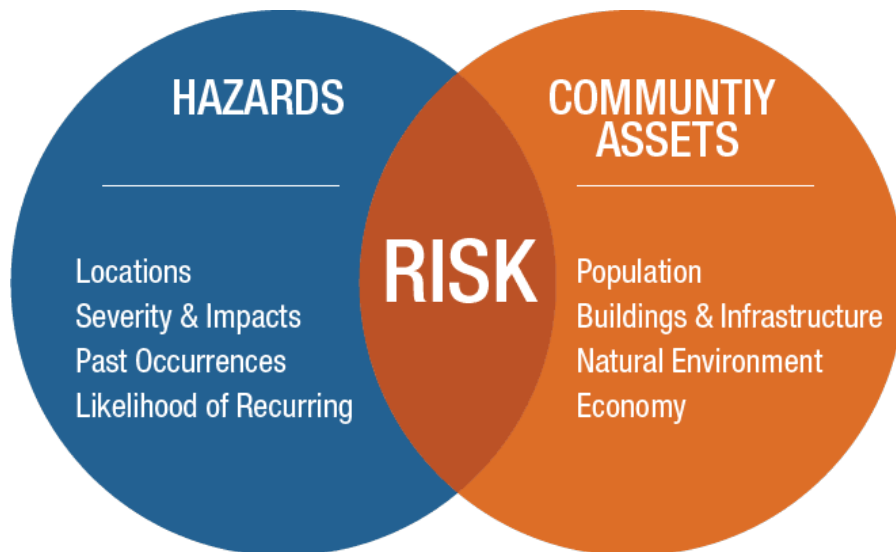 HAZARDS
Locations
Severity & Impacts
Past Occurrences
Likelihood of Recurring
RISK
COMMUNTIY
ASSETS
Population
Buildings & Infrastructure
Natural Environment
Economy